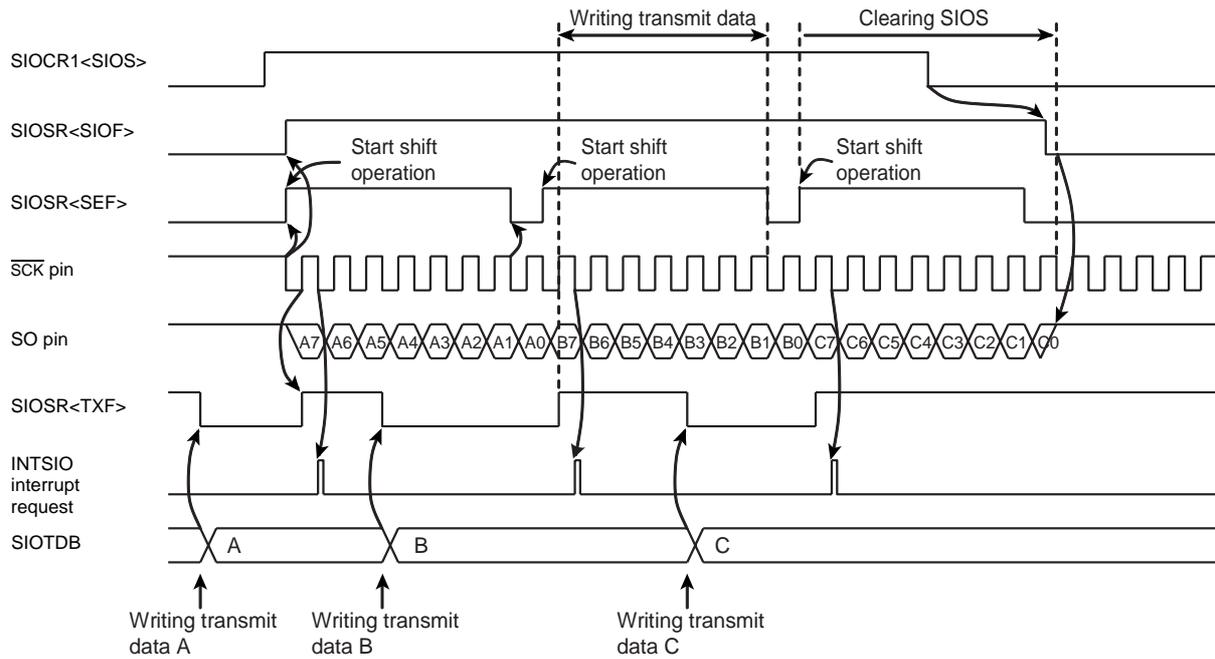 Writing transmit data
Clearing SIOS
SIOCR1<SIOS>
SIOSR<SIOF>
Start shift
operation
Start shift
operation
Start shift
operation
SIOSR<SEF>
SCK pin
SO pin
A7 A6 A5 A4 A3 A2 A1 A0 B7 B6 B5 B4 B3 B2 B1 B0 C7 C6 C5 C4 C3 C2 C1 C0
SIOSR<TXF>
INTSIO
interrupt
request
SIOTDB
A
B
C
Writing transmit
data A
Writing transmit
data B
Writing transmit
data C